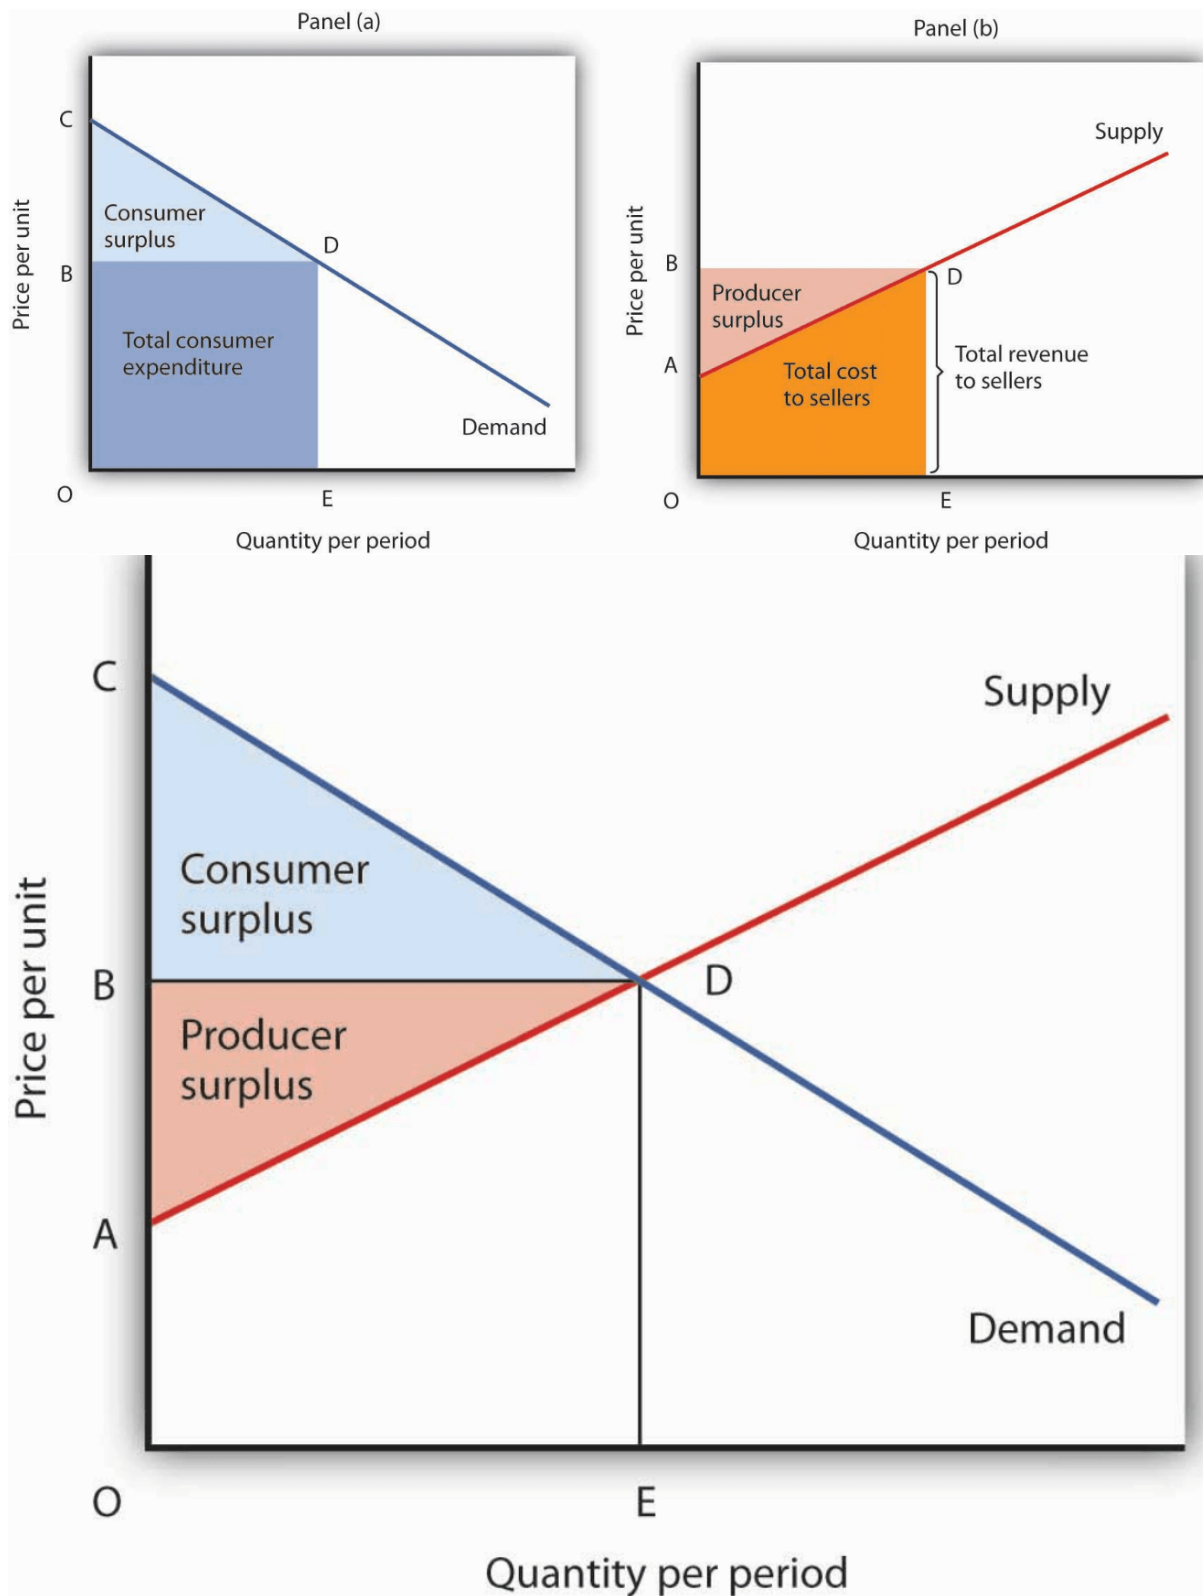 Panel (a)
C
Price per unit
Consumer
surplus
D
B
Total consumer
expenditure
Demand
O
E
Quantity per period
Panel (b)
Supply
Price per unit
B
D
Producer
surplus
A
Total cost
to sellers
Total revenue
to sellers
O
E
Quantity per period
C
Supply
Price per unit
Consumer
surplus
B
D
Producer
surplus
A
Demand
O
E
Quantity per period